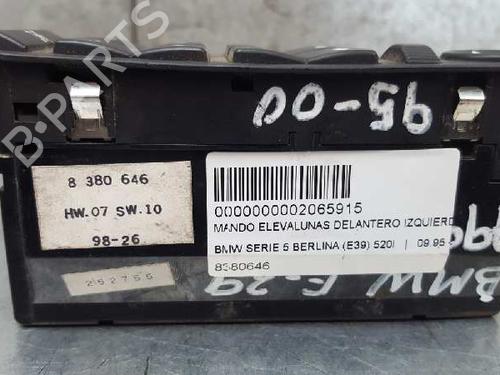 95-00
B-PARTS
8 380 646
HW.07 SW.10
98-26
252755
0000000002065915
MANDO ELEVALUNAS DELANTERO IZQUIERD
BMW SERIE 5 BERLINA (E39) 520I | 09.95
8380646
BMW E-39